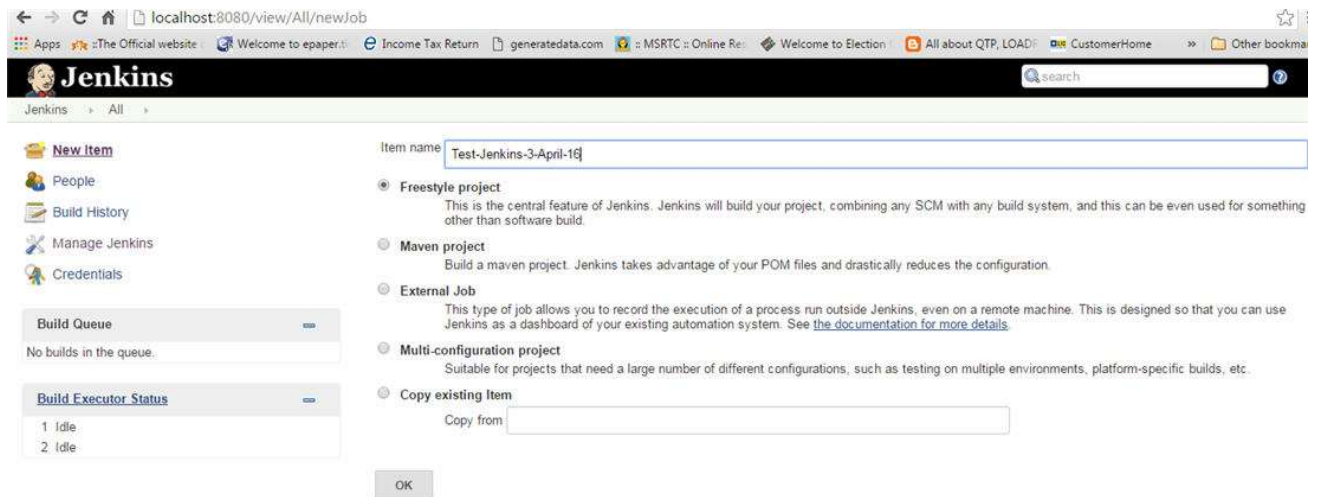 localhost:8080/view/All/newJob
Apps ::The Official website Welcome to epaper.ti Income Tax Return generatedata.com :: MSRTC :: Online Res Welcome to Election All about QTP, LOADR CustomerHome » Other bookma
Jenkins search
Jenkins All
New Item
People
Build History
Manage Jenkins
Credentials
Build Queue
No builds in the queue.
Build Executor Status
1 Idle
2 Idle
Item name Test-Jenkins-3-April-16
Freestyle project
This is the central feature of Jenkins. Jenkins will build your project, combining any SCM with any build system, and this can be even used for something
other than software build.
Maven project
Build a maven project. Jenkins takes advantage of your POM files and drastically reduces the configuration.
External Job
This type of job allows you to record the execution of a process run outside Jenkins, even on a remote machine. This is designed so that you can use
Jenkins as a dashboard of your existing automation system. See the documentation for more details.
Multi-configuration project
Suitable for projects that need a large number of different configurations, such as testing on multiple environments, platform-specific builds, etc.
Copy existing Item
Copy from
OK